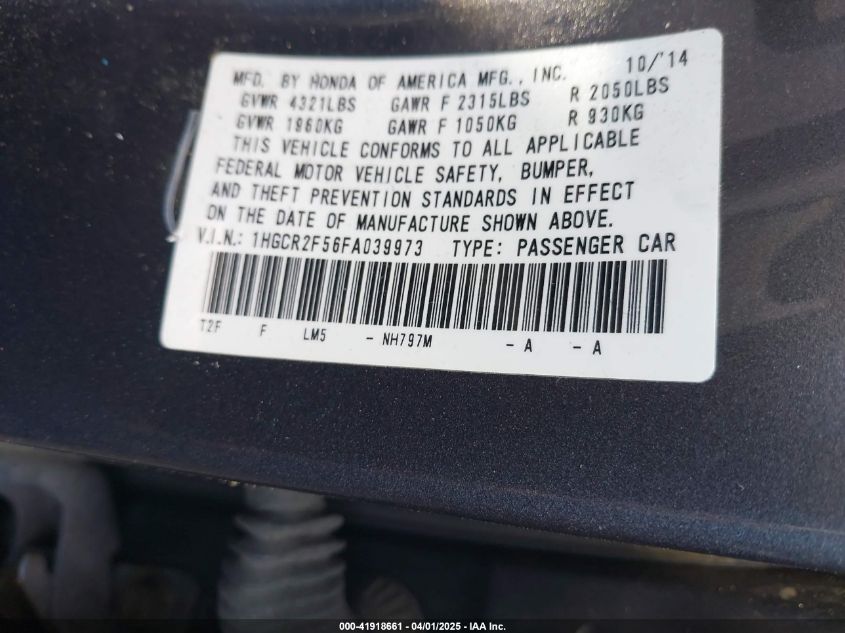 MFD. BY HONDA OF AMERICA MFG., INC. 10/'14
GVWR 4321LBS GAWR F 2315LBS R 2050LBS
GVWR 1960KG GAWR F 1050KG R 930KG
THIS VEHICLE CONFORMS TO ALL APPLICABLE
FEDERAL MOTOR VEHICLE SAFETY, BUMPER,
AND THEFT PREVENTION STANDARDS IN EFFECT
ON THE DATE OF MANUFACTURE SHOWN ABOVE.
V.I.N.: 1HGCR2F56FA039973 TYPE: PASSENGER CAR
T2F F LM5 - NH797M - A - A
000-41918661 - 04/01/2025 - IAA Inc.